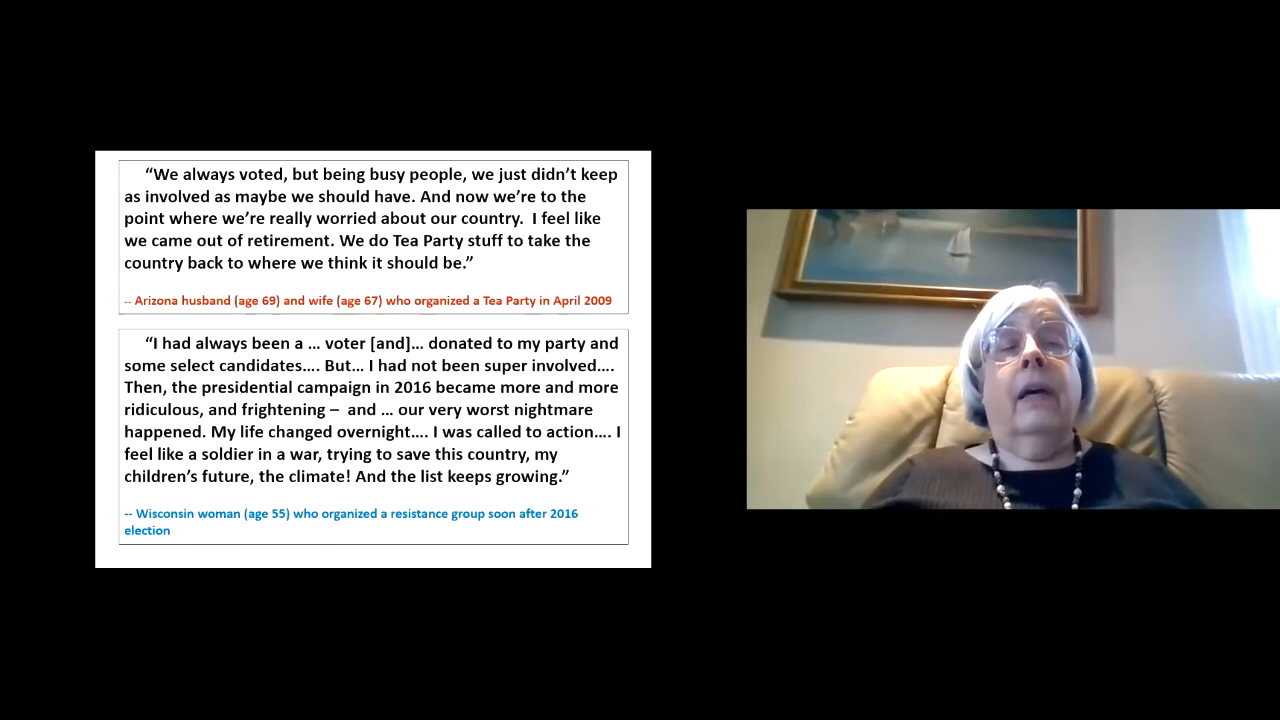 “We always voted, but being busy people, we just didn’t keep
as involved as maybe we should have. And now we’re to the
point where we’re really worried about our country.  I feel like
we came out of retirement. We do Tea Party stuff to take the
country back to where we think it should be.”
-- Arizona husband (age 69) and wife (age 67) who organized a Tea Party in April 2009
“I had always been a … voter [and]… donated to my party and
some select candidates…. But… I had not been super involved….
Then, the presidential campaign in 2016 became more and more
ridiculous, and frightening –  and … our very worst nightmare
happened. My life changed overnight…. I was called to action…. I
feel like a soldier in a war, trying to save this country, my
children’s future, the climate! And the list keeps growing.”
-- Wisconsin woman (age 55) who organized a resistance group soon after 2016
election